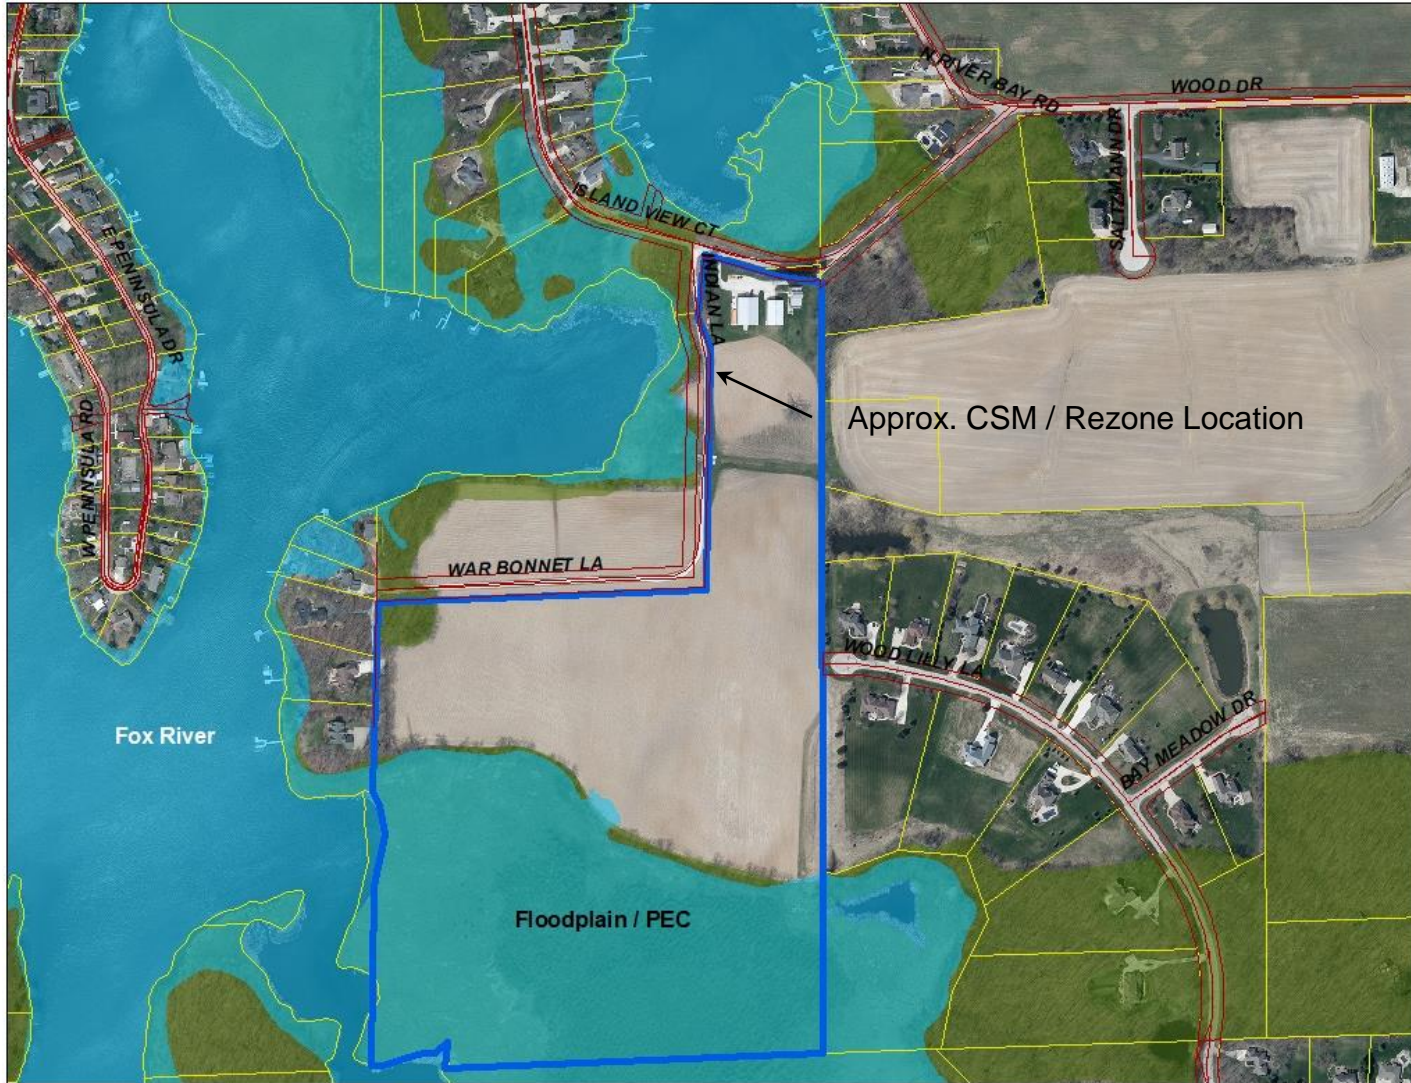 N RIVER BAY RD
WOOD DR
SALTZMANN DR
ISLAND VIEW CT
E PENINSULA DR
INDIAN LA
Approx. CSM / Rezone Location
W PENINSULA RD
WAR BONNET LA
WOOD LILLY LA
BAY MEADOW DR
Fox River
Floodplain / PEC